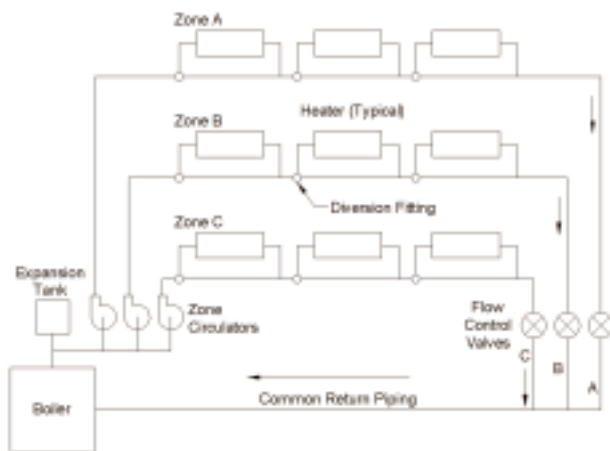 Zone A
Heater (Typical)
Zone B
Diversion Fitting
Zone C
Expansion
Tank
Zone
Circulators
Flow
Control
Valves
C
B
A
Boiler
Common Return Piping